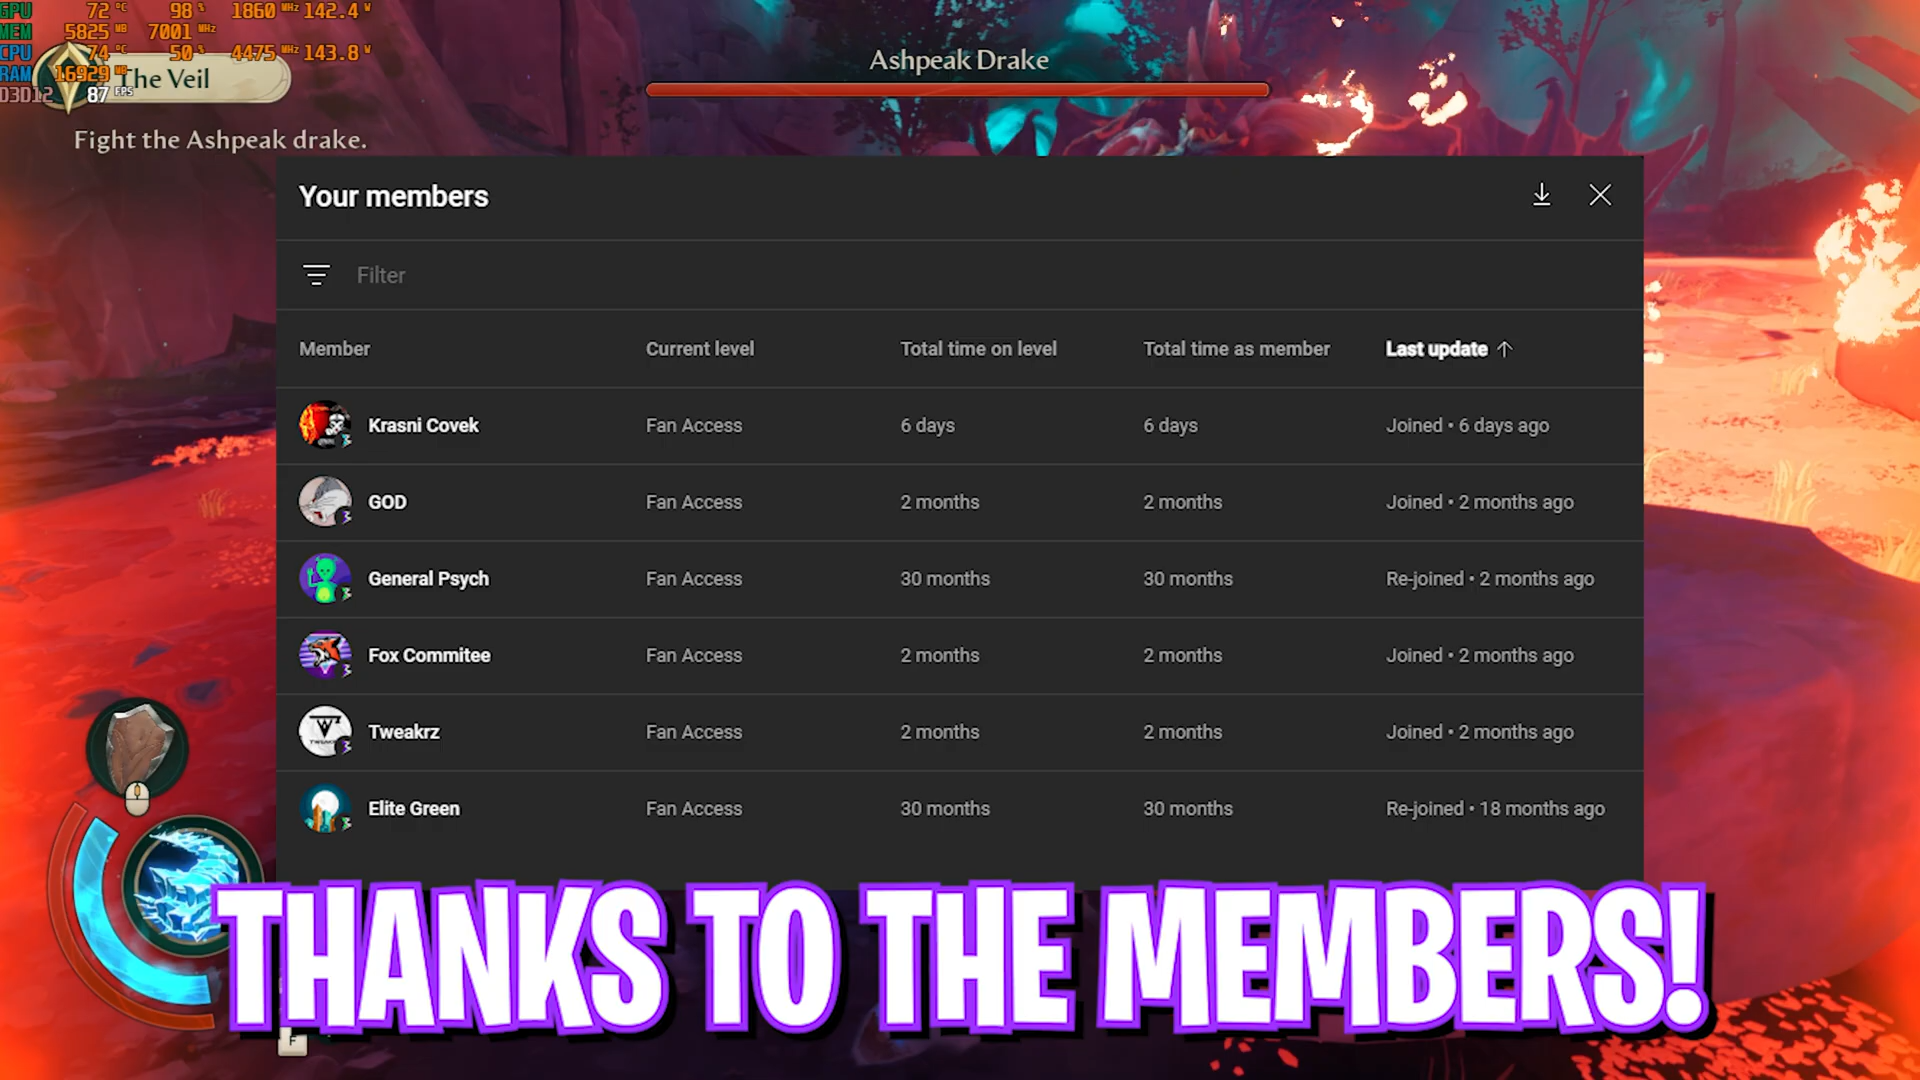 GPU 72 °C 98 % 1860 MHz 142.4 W
MEM 5825 MB 7001 MHz
CPU 74 °C 50 % 4475 MHz 143.8 W
RAM 16929 MB
D3D12 87 FPS
The Veil
Fight the Ashpeak drake.
Ashpeak Drake
Your members
Filter
Member Current level Total time on level Total time as member Last update ↑
Krasni Covek Fan Access 6 days 6 days Joined • 6 days ago
GOD Fan Access 2 months 2 months Joined • 2 months ago
General Psych Fan Access 30 months 30 months Re-joined • 2 months ago
Fox Commitee Fan Access 2 months 2 months Joined • 2 months ago
Tweakrz Fan Access 2 months 2 months Joined • 2 months ago
Elite Green Fan Access 30 months 30 months Re-joined • 18 months ago
THANKS TO THE MEMBERS!
F